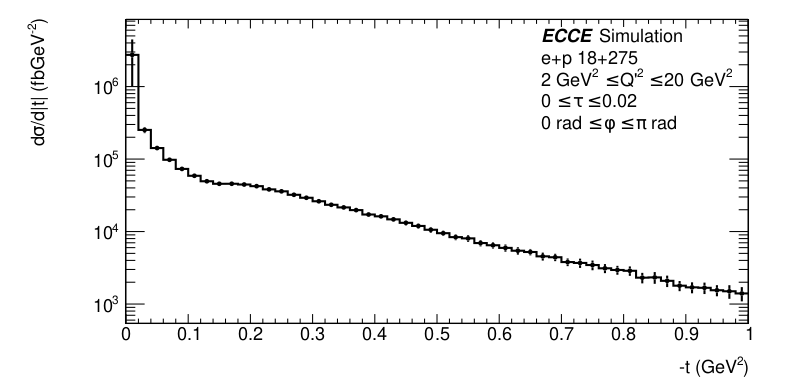 dσ/d|t| (fbGeV⁻²)
ECCE Simulation
e+p 18+275
2 GeV² ≤Q'² ≤20 GeV²
0 ≤τ ≤0.02
0 rad ≤φ ≤π rad
10⁶
10⁵
10⁴
10³
0 0.1 0.2 0.3 0.4 0.5 0.6 0.7 0.8 0.9 1
-t (GeV²)